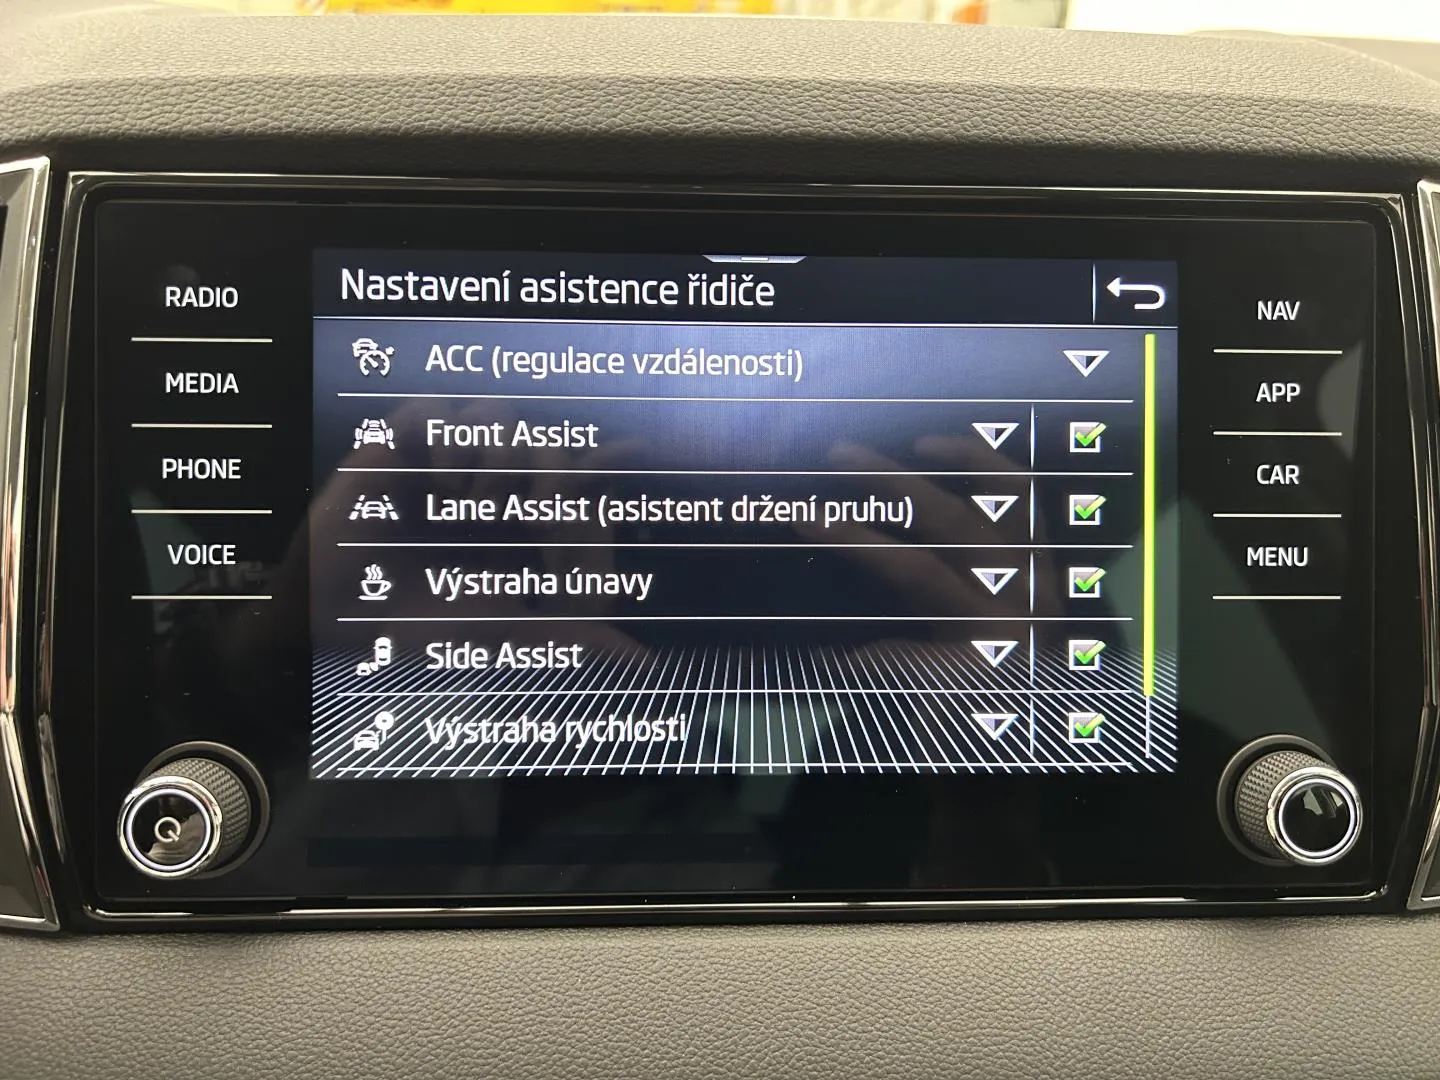 RADIO
MEDIA
PHONE
VOICE
Nastavení asistence řidiče
ACC (regulace vzdálenosti)
Front Assist
Lane Assist (asistent držení pruhu)
Výstraha únavy
Side Assist
Výstraha rychlosti
NAV
APP
CAR
MENU